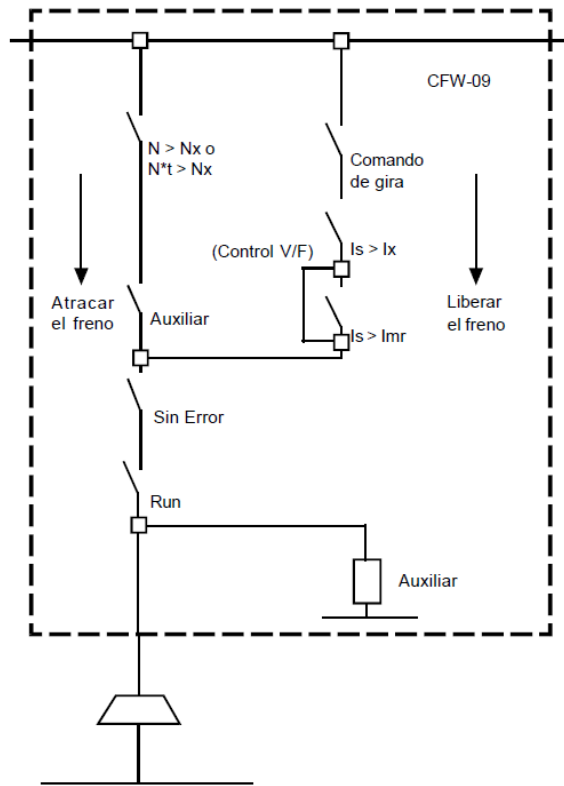 CFW-09
N > Nx o
N*t > Nx
Comando
de gira
(Control V/F)
Is > Ix
Atracar
el freno
Auxiliar
Liberar
el freno
Is > Imr
Sin Error
Run
Auxiliar